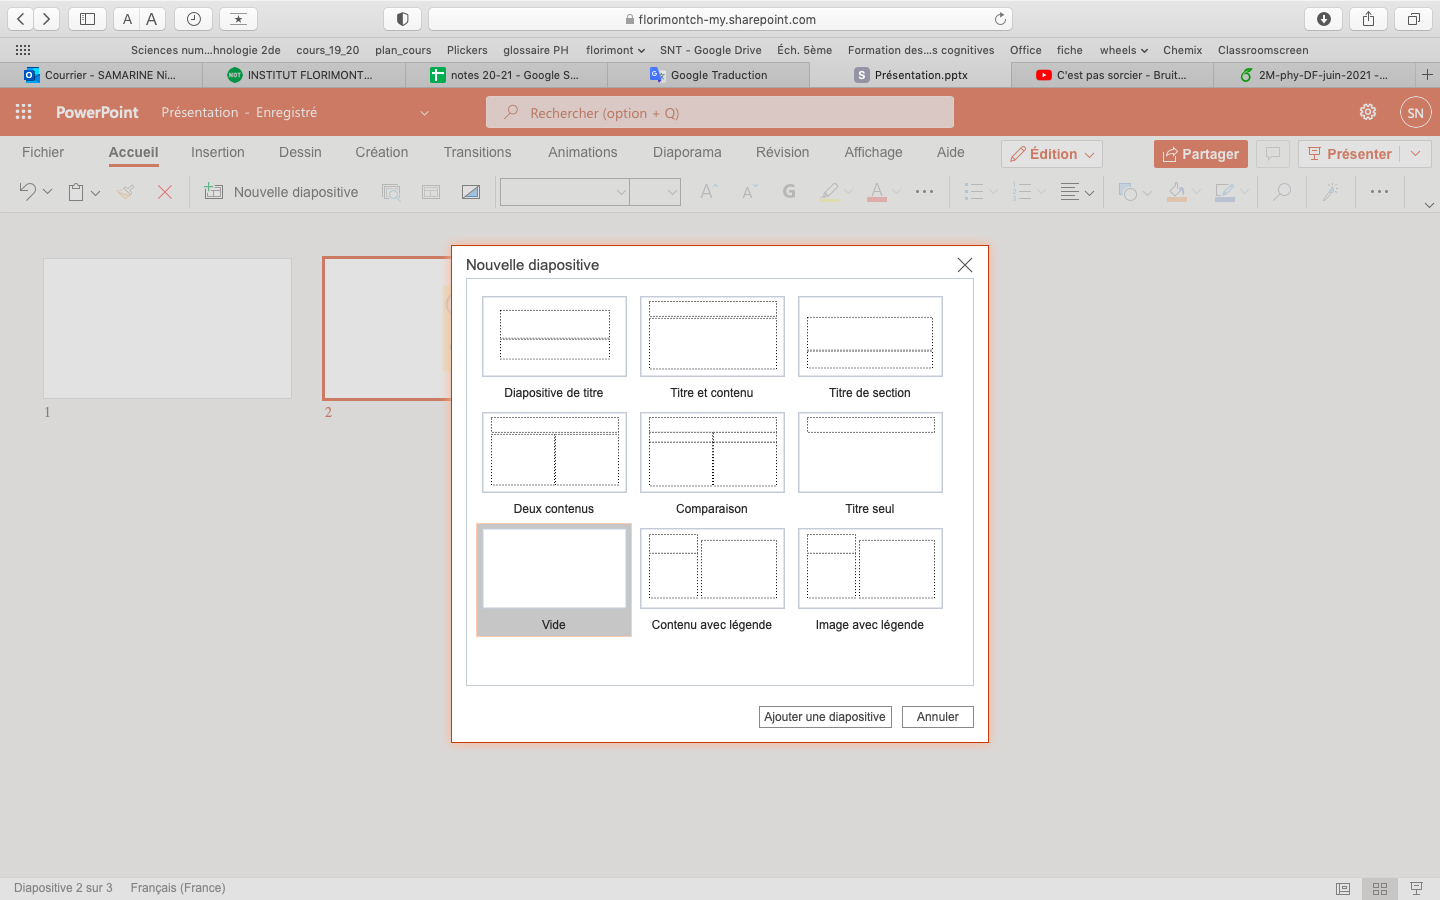 florimontch-my.sharepoint.com
A A
Sciences num...hnologie 2de cours_19_20 plan_cours Plickers glossaire PH florimont SNT - Google Drive Éch. 5ème Formation des...s cognitives Office fiche wheels Chemix Classroomscreen
Courrier - SAMARINE Ni... INSTITUT FLORIMONT... notes 20-21 - Google S... Google Traduction S Présentation.pptx C'est pas sorcier - Bruit... 2M-phy-DF-juin-2021 -...
PowerPoint Présentation - Enregistré Rechercher (option + Q) SN
Fichier Accueil Insertion Dessin Création Transitions Animations Diaporama Révision Affichage Aide Édition Partager Présenter
Nouvelle diapositive A A G A
Nouvelle diapositive
Diapositive de titre Titre et contenu Titre de section
1 2
Deux contenus Comparaison Titre seul
Vide Contenu avec légende Image avec légende
Ajouter une diapositive Annuler
Diapositive 2 sur 3 Français (France)